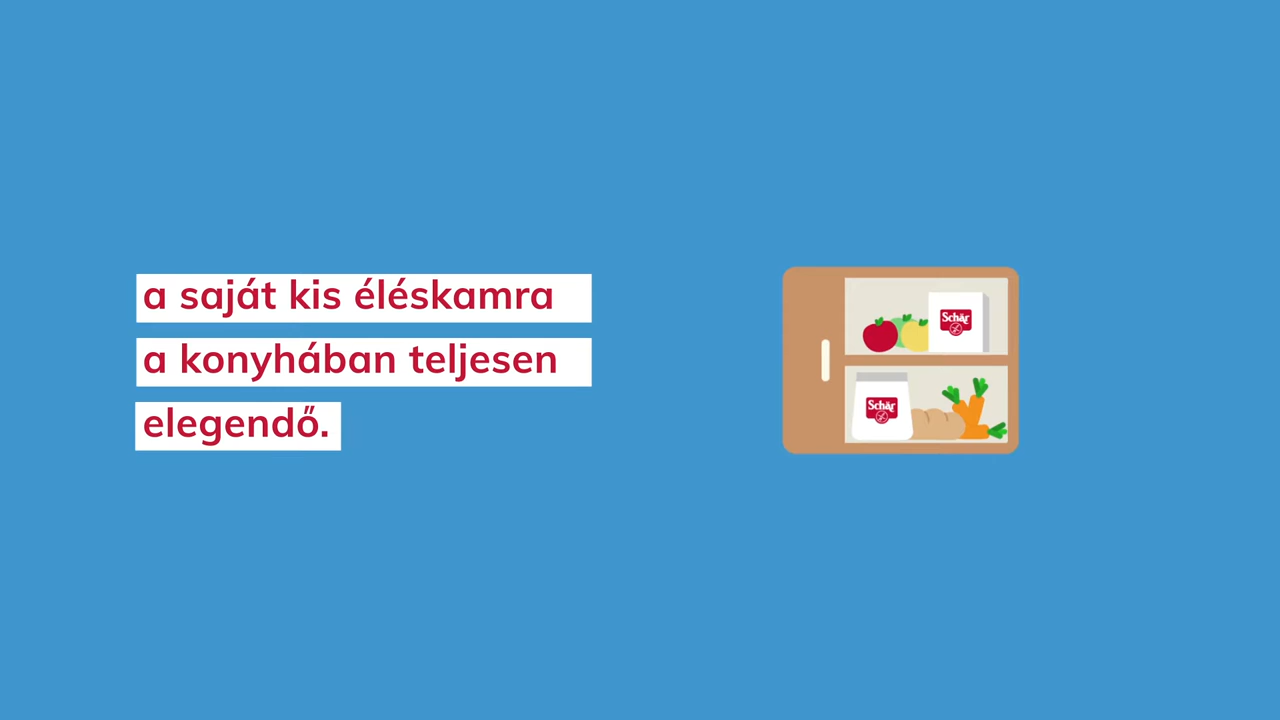 a saját kis éléskamra
a konyhában teljesen
elegendő.
Schär
Schär